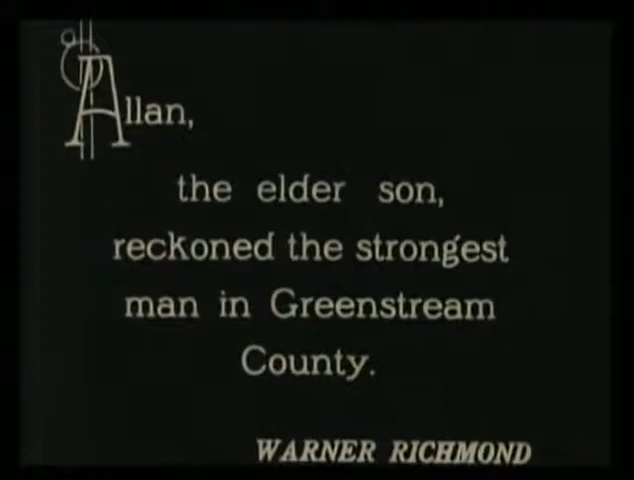 Allan,
the elder son,
reckoned the strongest
man in Greenstream
County.
WARNER RICHMOND